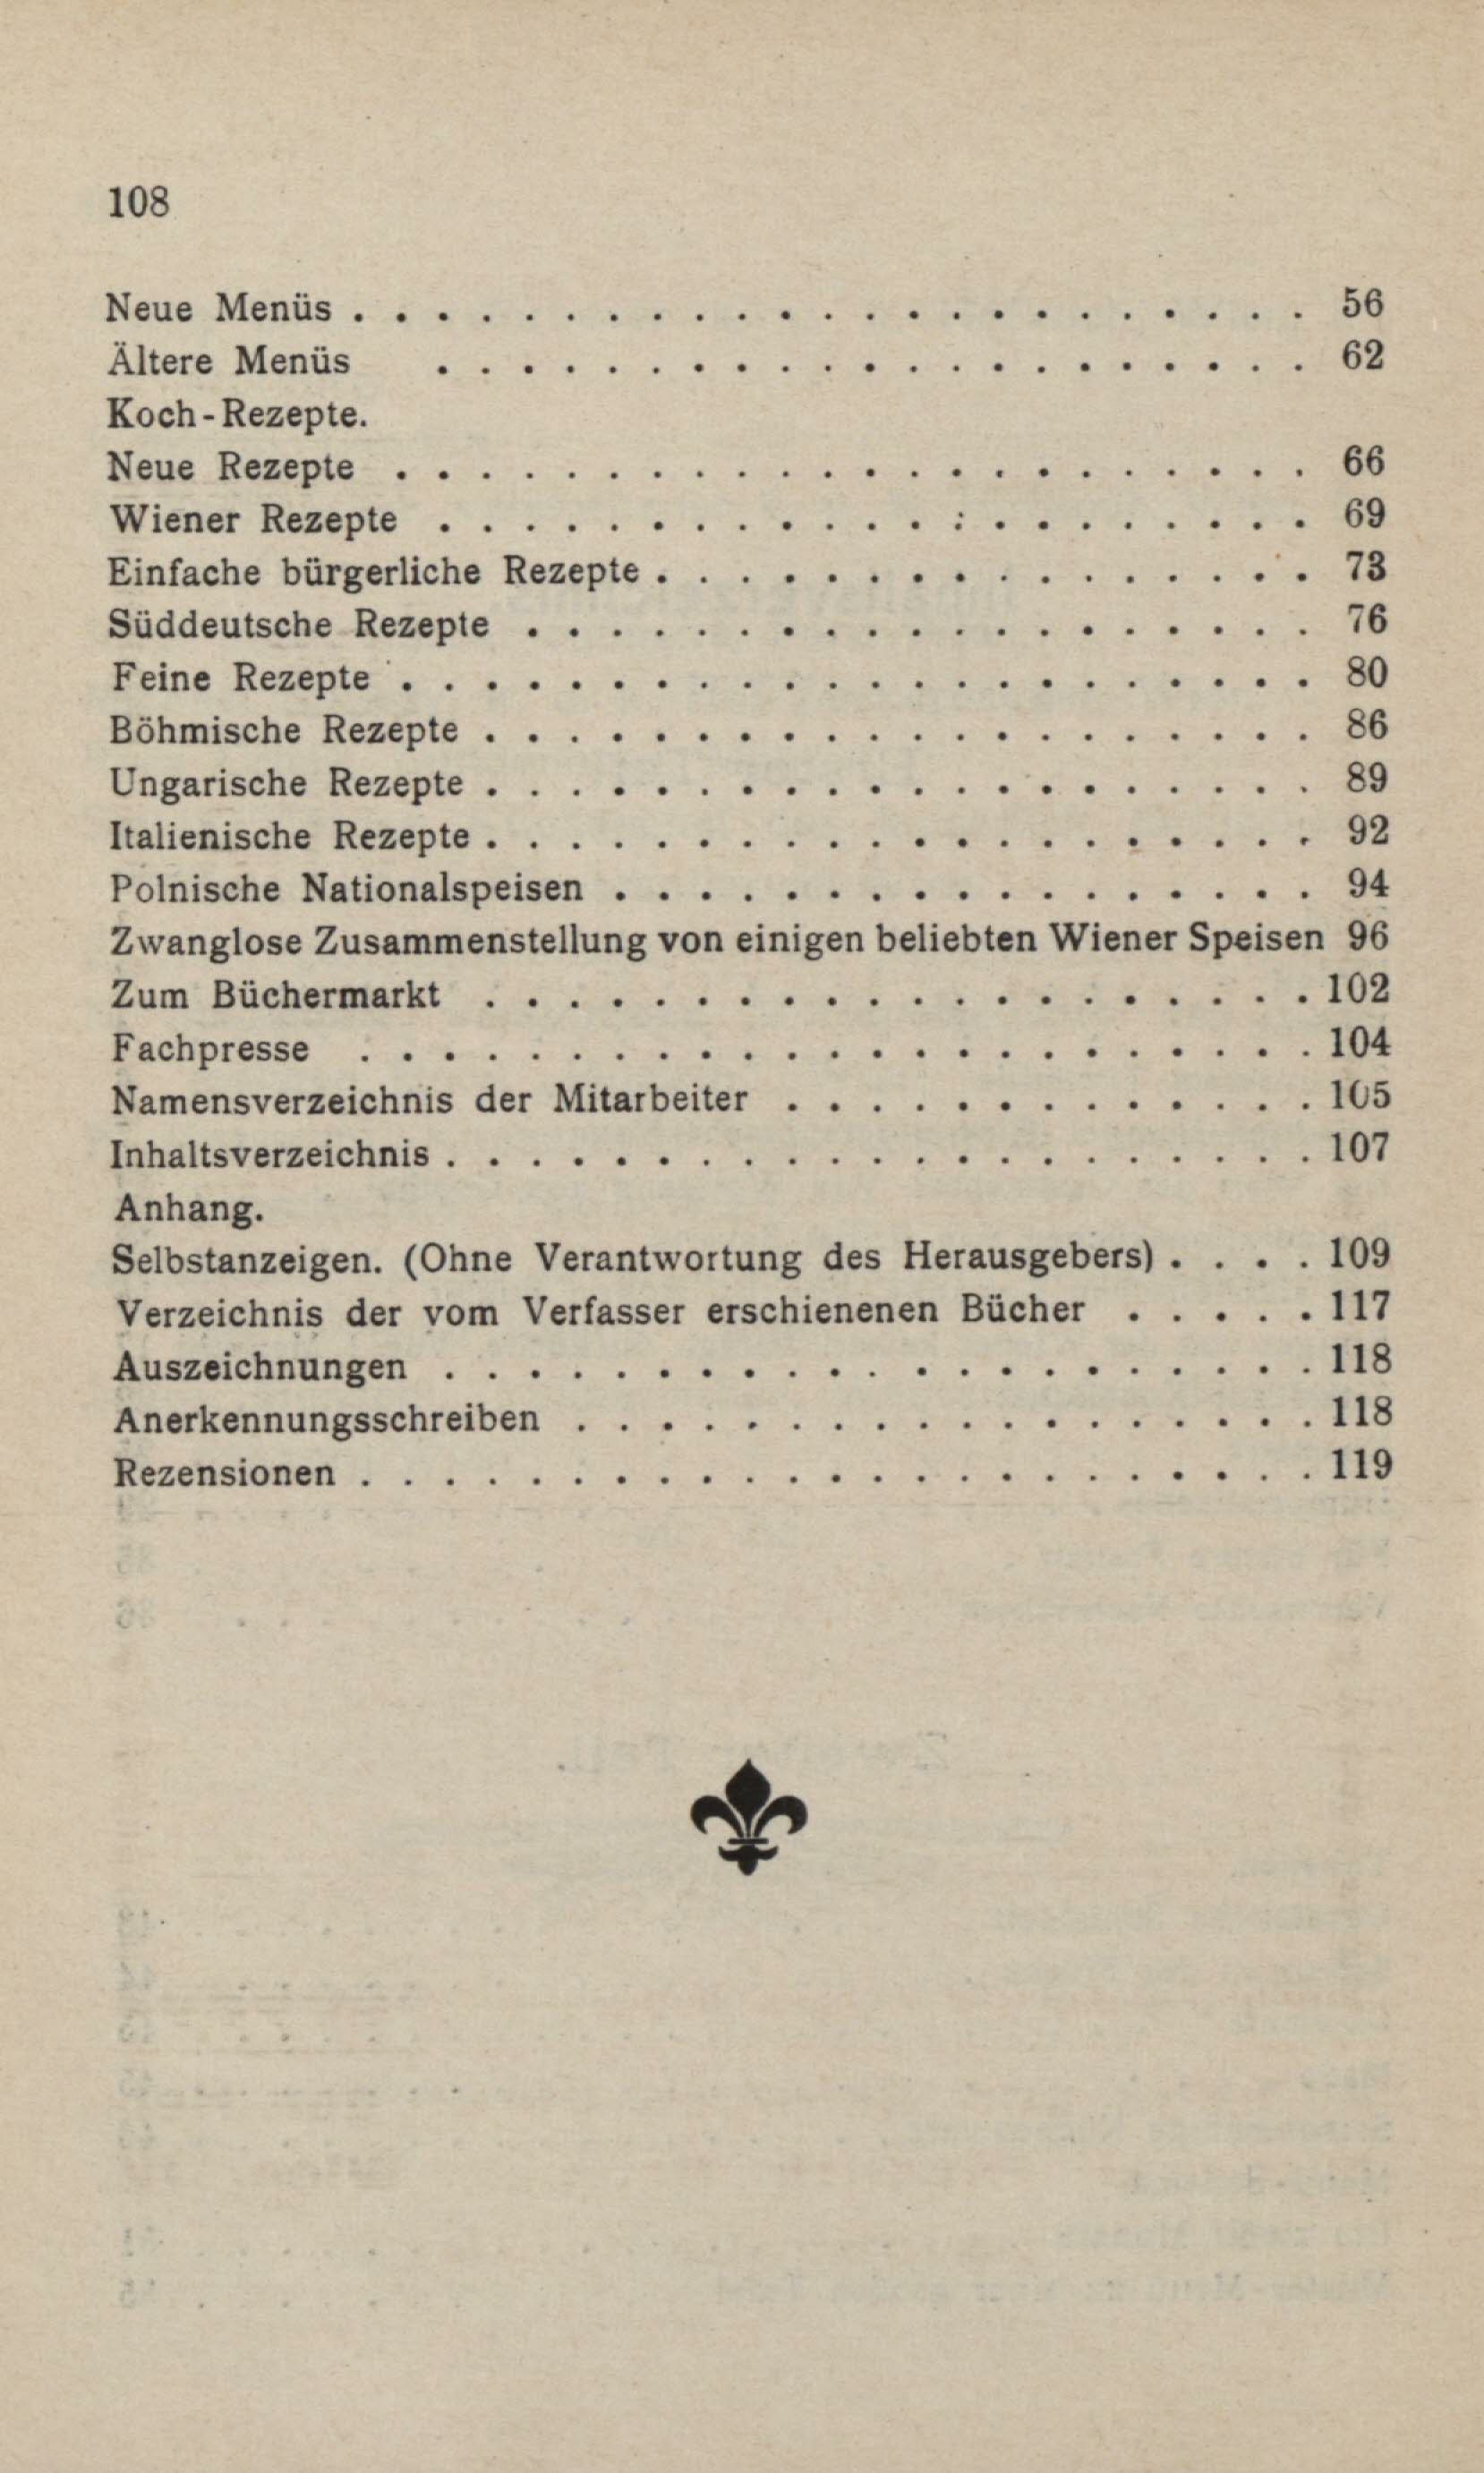 108
Neue Menüs . . . . . . . . . . . . . . . . . . . . . . . 56
Ältere Menüs . . . . . . . . . . . . . . . . . . . . . 62
Koch-Rezepte.
Neue Rezepte . . . . . . . . . . . . . . . . . . . . . . 66
Wiener Rezepte . . . . . . . . . . . . . . . . . . . . . 69
Einfache bürgerliche Rezepte . . . . . . . . . . . . . . . . 73
Süddeutsche Rezepte . . . . . . . . . . . . . . . . . . . 76
Feine Rezepte . . . . . . . . . . . . . . . . . . . . . . 80
Böhmische Rezepte . . . . . . . . . . . . . . . . . . . . 86
Ungarische Rezepte . . . . . . . . . . . . . . . . . . . . 89
Italienische Rezepte . . . . . . . . . . . . . . . . . . . . 92
Polnische Nationalspeisen . . . . . . . . . . . . . . . . . 94
Zwanglose Zusammenstellung von einigen beliebten Wiener Speisen 96
Zum Büchermarkt . . . . . . . . . . . . . . . . . . . . 102
Fachpresse . . . . . . . . . . . . . . . . . . . . . . . 104
Namensverzeichnis der Mitarbeiter . . . . . . . . . . . . . 105
Inhaltsverzeichnis . . . . . . . . . . . . . . . . . . . . . 107
Anhang.
Selbstanzeigen. (Ohne Verantwortung des Herausgebers) . . . . 109
Verzeichnis der vom Verfasser erschienenen Bücher . . . . . 117
Auszeichnungen . . . . . . . . . . . . . . . . . . . . . 118
Anerkennungsschreiben . . . . . . . . . . . . . . . . . . 118
Rezensionen . . . . . . . . . . . . . . . . . . . . . . . 119